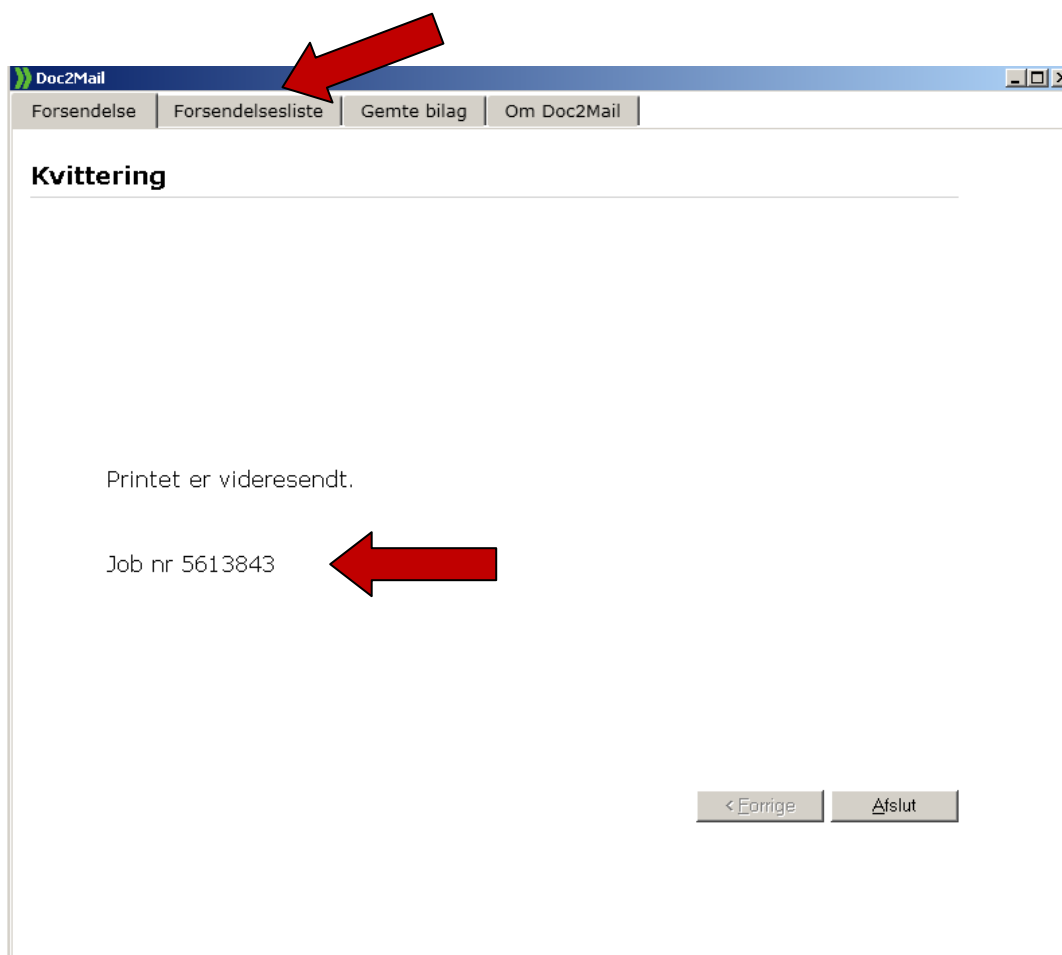 Doc2Mail
Forsendelse Forsendelsesliste Gemte bilag Om Doc2Mail
Kvittering
Printet er videresendt.
Job nr 5613843
< Forrige Afslut